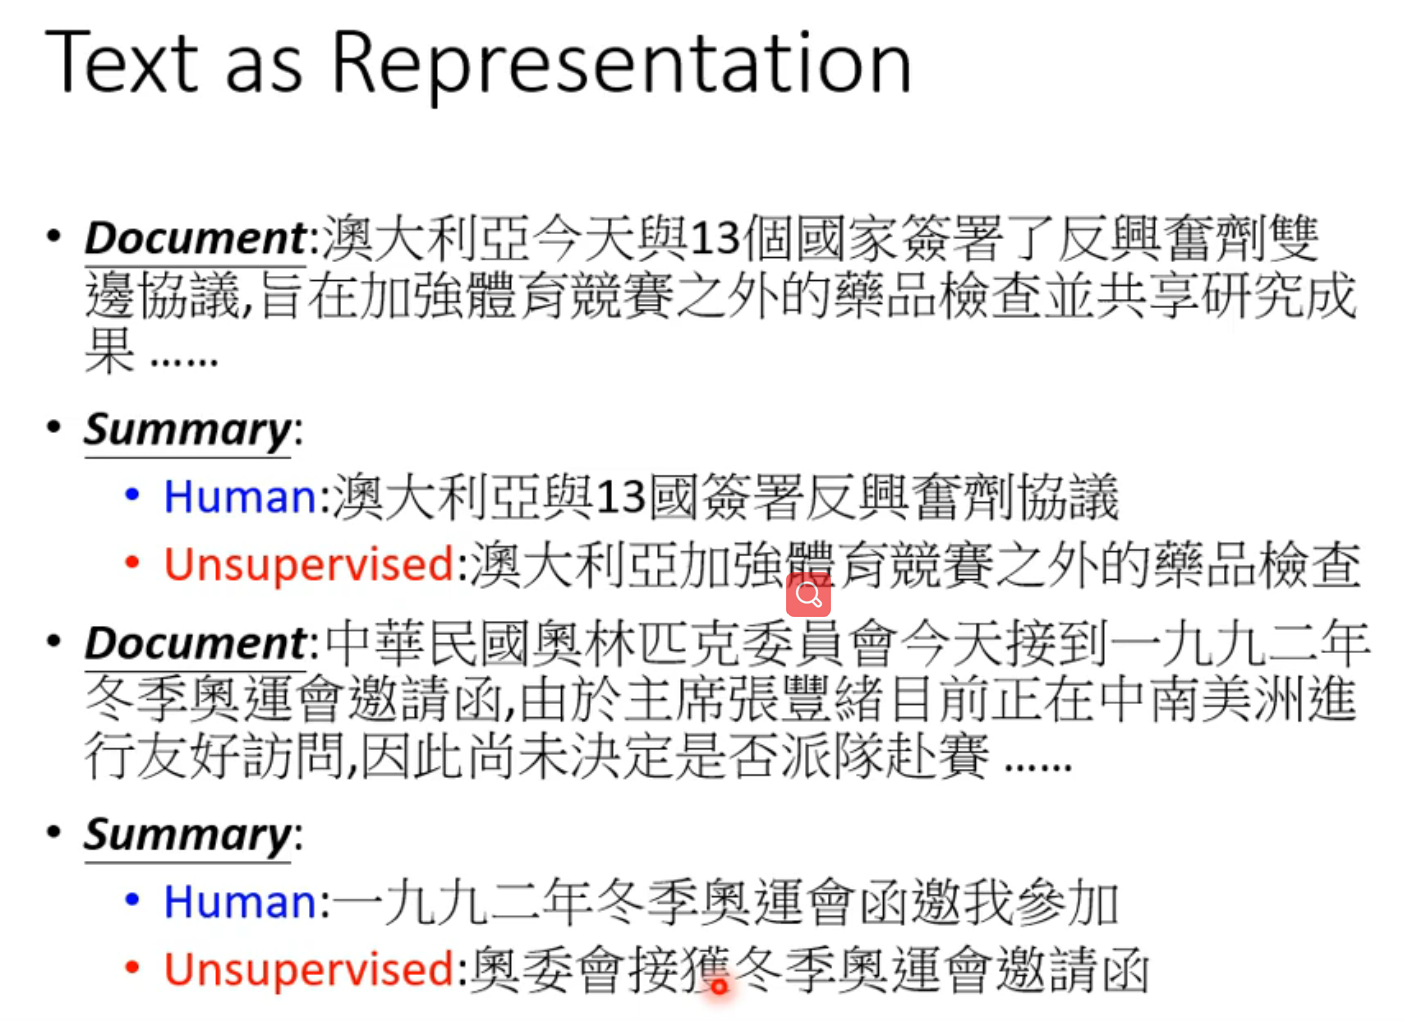 Text as Representation
• Document:澳大利亞今天與13個國家簽署了反興奮劑雙
邊協議,旨在加強體育競賽之外的藥品檢查並共享研究成
果 ……
• Summary:
• Human:澳大利亞與13國簽署反興奮劑協議
• Unsupervised:澳大利亞加強體育競賽之外的藥品檢查
• Document:中華民國奧林匹克委員會今天接到一九九二年
冬季奧運會邀請函,由於主席張豐緒目前正在中南美洲進
行友好訪問,因此尚未決定是否派隊赴賽 ……
• Summary:
• Human:一九九二年冬季奧運會函邀我參加
• Unsupervised:奧委會接獲冬季奧運會邀請函